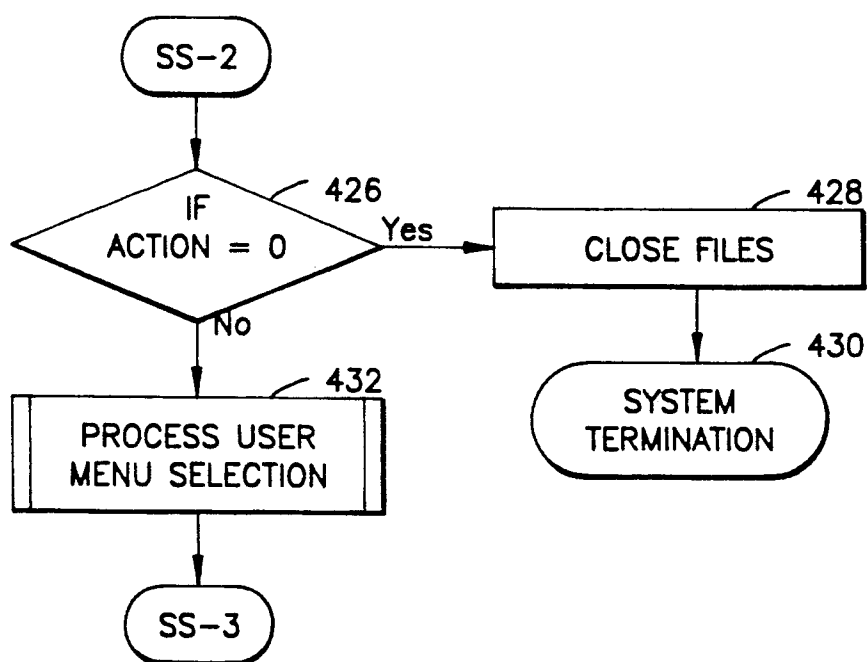 SS-2
426
IF
ACTION = 0
Yes
428
CLOSE FILES
No
430
SYSTEM
TERMINATION
432
PROCESS USER
MENU SELECTION
SS-3